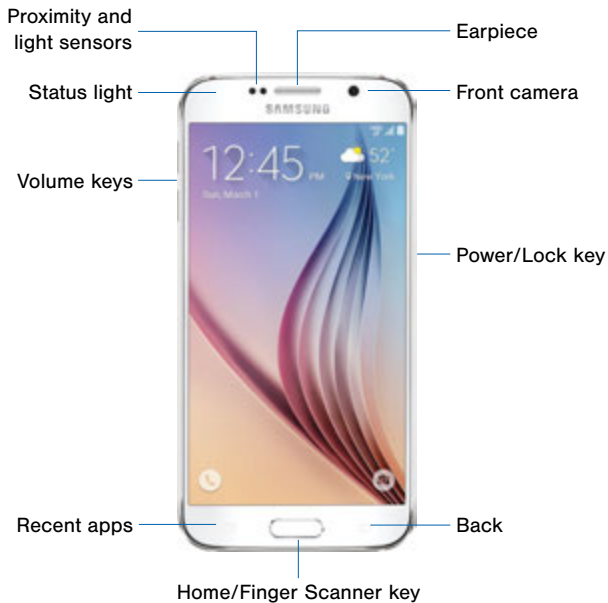 Proximity and
light sensors
Earpiece
Status light
Front camera
SAMSUNG
12:45 PM
52°
Sun, March 1
New York
Volume keys
Power/Lock key
Recent apps
Back
Home/Finger Scanner key